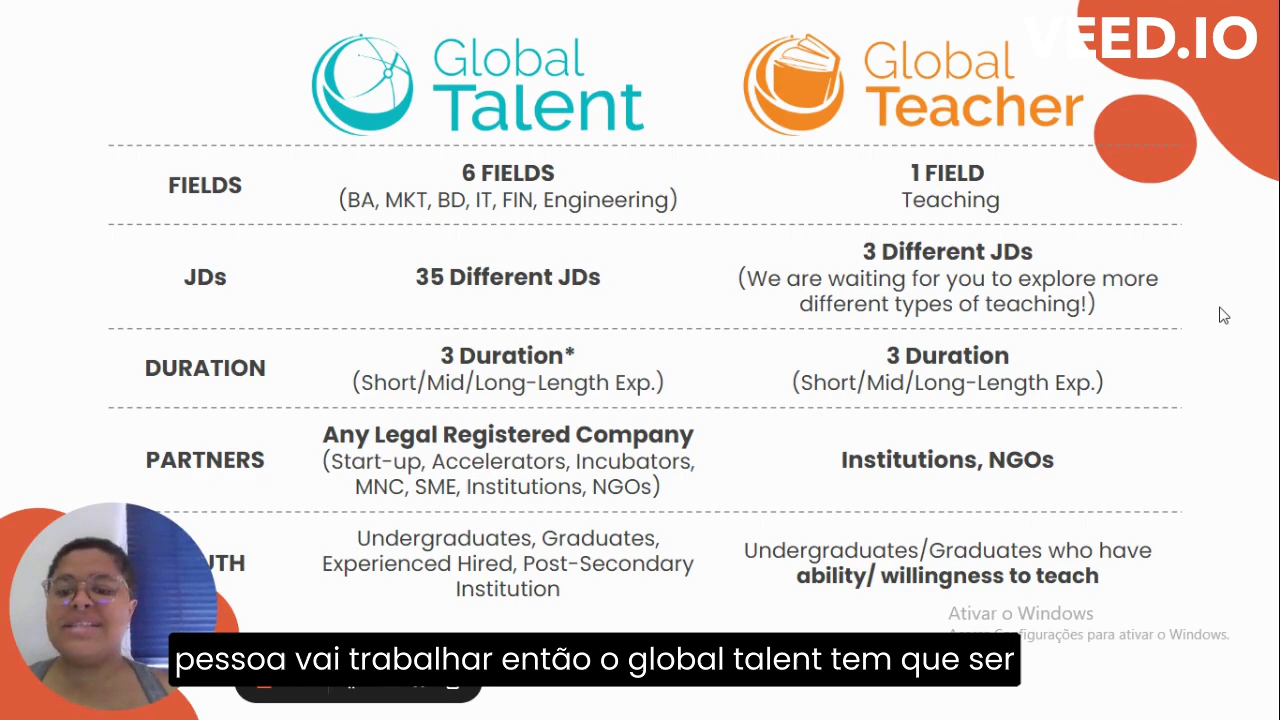 VEED.IO
Global
Talent
Global
Teacher
FIELDS
6 FIELDS
(BA, MKT, BD, IT, FIN, Engineering)
1 FIELD
Teaching
JDs
35 Different JDs
3 Different JDs
(We are waiting for you to explore more
different types of teaching!)
DURATION
3 Duration*
(Short/Mid/Long-Length Exp.)
3 Duration
(Short/Mid/Long-Length Exp.)
PARTNERS
Any Legal Registered Company
(Start-up, Accelerators, Incubators,
MNC, SME, Institutions, NGOs)
Institutions, NGOs
UTH
Undergraduates, Graduates,
Experienced Hired, Post-Secondary
Institution
Undergraduates/Graduates who have
ability/ willingness to teach
Ativar o Windows
Configurações para ativar o Windows.
pessoa vai trabalhar então o global talent tem que ser